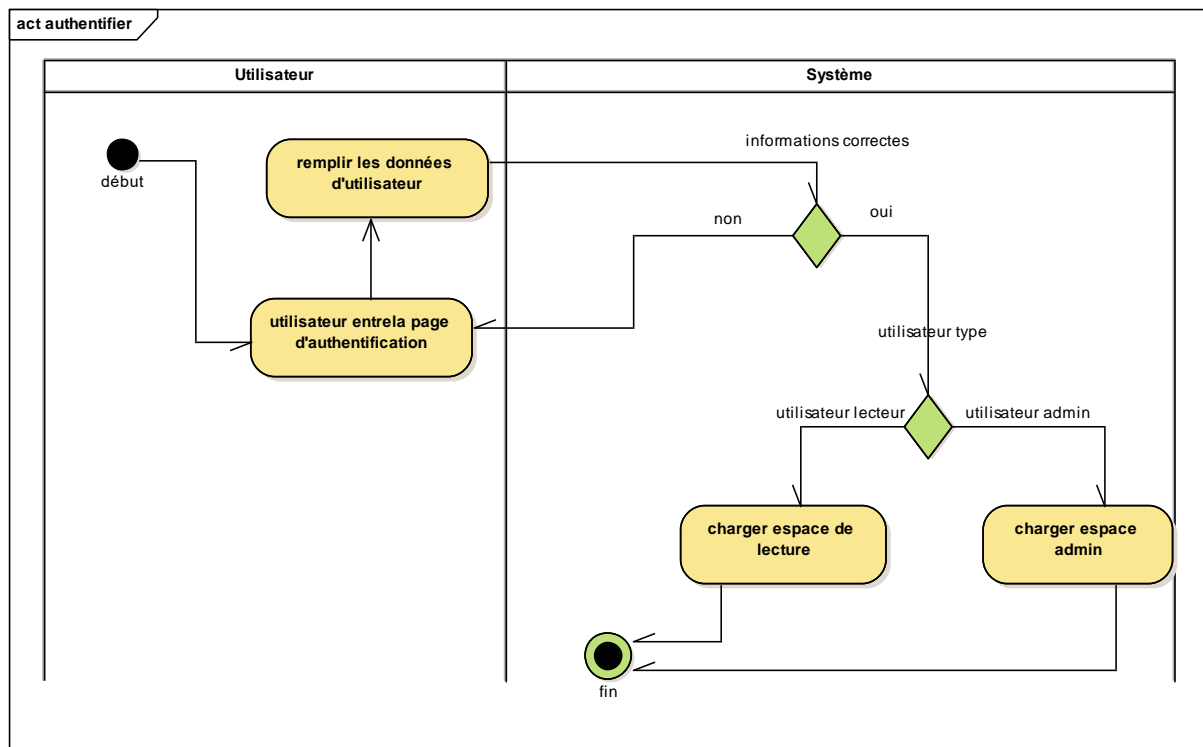 act authentifier
Utilisateur
Système
début
remplir les données
d'utilisateur
informations correctes
non
oui
utilisateur entrela page
d'authentification
utilisateur type
utilisateur lecteur
utilisateur admin
charger espace de
lecture
charger espace
admin
fin